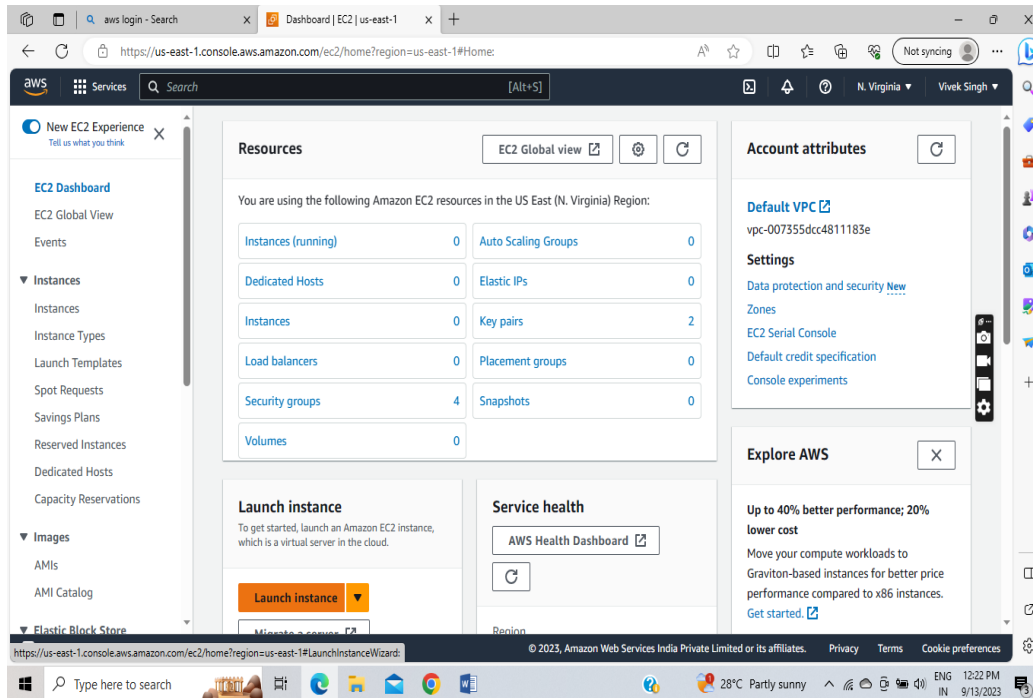 aws login - Search
Dashboard | EC2 | us-east-1
https://us-east-1.console.aws.amazon.com/ec2/home?region=us-east-1#Home:
Not syncing
aws
Services
Search
[Alt+S]
N. Virginia
Vivek Singh
New EC2 Experience
Tell us what you think
EC2 Dashboard
EC2 Global View
Events
Instances
Instances
Instance Types
Launch Templates
Spot Requests
Savings Plans
Reserved Instances
Dedicated Hosts
Capacity Reservations
Images
AMIs
AMI Catalog
Elastic Block Store
Resources
EC2 Global view
You are using the following Amazon EC2 resources in the US East (N. Virginia) Region:
Instances (running) 0
Auto Scaling Groups 0
Dedicated Hosts 0
Elastic IPs 0
Instances 0
Key pairs 2
Load balancers 0
Placement groups 0
Security groups 4
Snapshots 0
Volumes 0
Launch instance
To get started, launch an Amazon EC2 instance,
which is a virtual server in the cloud.
Launch instance
Migrate a server
Service health
AWS Health Dashboard
Region
Account attributes
Default VPC
vpc-007355dcc4811183e
Settings
Data protection and security New
Zones
EC2 Serial Console
Default credit specification
Console experiments
Explore AWS
Up to 40% better performance; 20%
lower cost
Move your compute workloads to
Graviton-based instances for better price
performance compared to x86 instances.
Get started.
https://us-east-1.console.aws.amazon.com/ec2/home?region=us-east-1#LaunchInstanceWizard:
© 2023, Amazon Web Services India Private Limited or its affiliates.
Privacy
Terms
Cookie preferences
Type here to search
28°C Partly sunny
ENG
IN
12:22 PM
9/13/2023